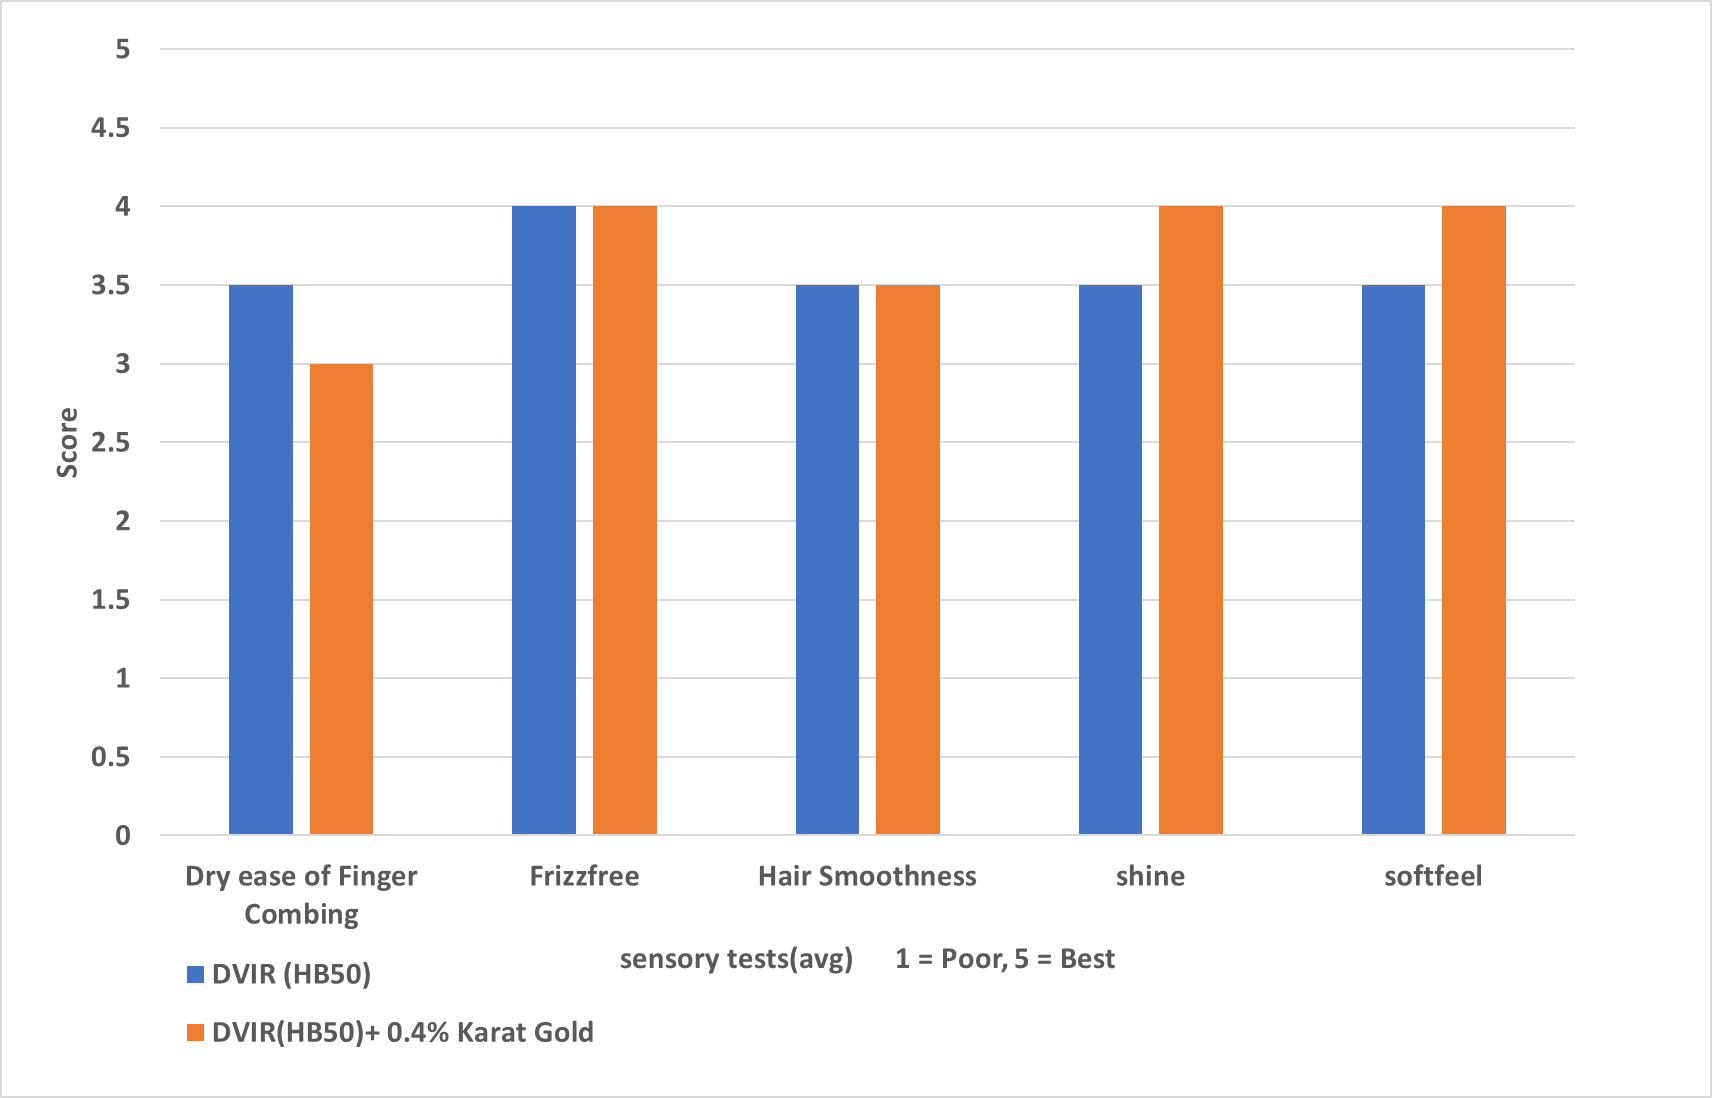 5
4.5
4
3.5
3
2.5
2
1.5
1
0.5
0
Score
Dry ease of Finger
Combing
Frizzfree
Hair Smoothness
shine
softfeel
sensory tests(avg) 1 = Poor, 5 = Best
DVIR (HB50)
DVIR(HB50)+ 0.4% Karat Gold